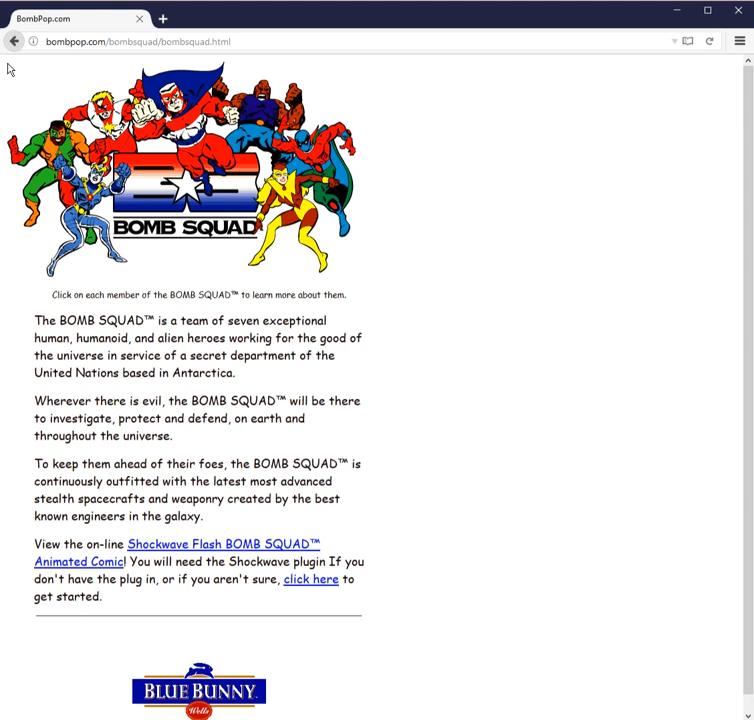 BombPop.com
bombpop.com/bombsquad/bombsquad.html
BS
BOMB SQUAD
Click on each member of the BOMB SQUAD™ to learn more about them.
The BOMB SQUAD™ is a team of seven exceptional
human, humanoid, and alien heroes working for the good of
the universe in service of a secret department of the
United Nations based in Antarctica.
Wherever there is evil, the BOMB SQUAD™ will be there
to investigate, protect and defend, on earth and
throughout the universe.
To keep them ahead of their foes, the BOMB SQUAD™ is
continuously outfitted with the latest most advanced
stealth spacecrafts and weaponry created by the best
known engineers in the galaxy.
View the on-line Shockwave Flash BOMB SQUAD™
Animated Comic! You will need the Shockwave plugin If you
don't have the plug in, or if you aren't sure, click here to
get started.
BLUE BUNNY
Wells